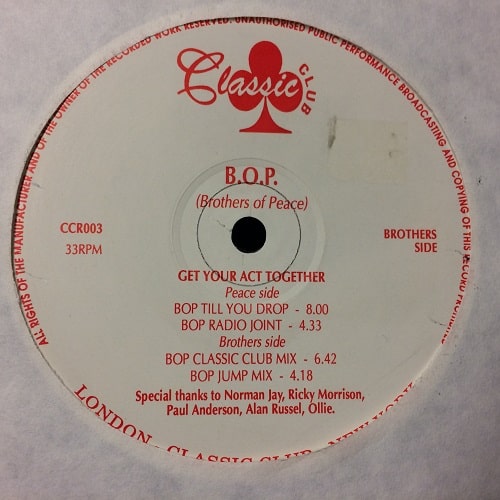 ALL RIGHTS OF THE MANUFACTURER AND OF THE OWNER OF THE RECORDED WORK RESERVED. UNAUTHORISED PUBLIC PERFORMANCE BROADCASTING AND COPYING OF THIS RECORD
Classic
CLUB
B.O.P.
(Brothers of Peace)
CCR003
33RPM
BROTHERS
SIDE
GET YOUR ACT TOGETHER
Peace side
BOP TILL YOU DROP - 8.00
BOP RADIO JOINT - 4.33
Brothers side
BOP CLASSIC CLUB MIX - 6.42
BOP JUMP MIX - 4.18
Special thanks to Norman Jay, Ricky Morrison,
Paul Anderson, Alan Russel, Ollie.
LONDON - CLASSIC CLUB - NEW YORK